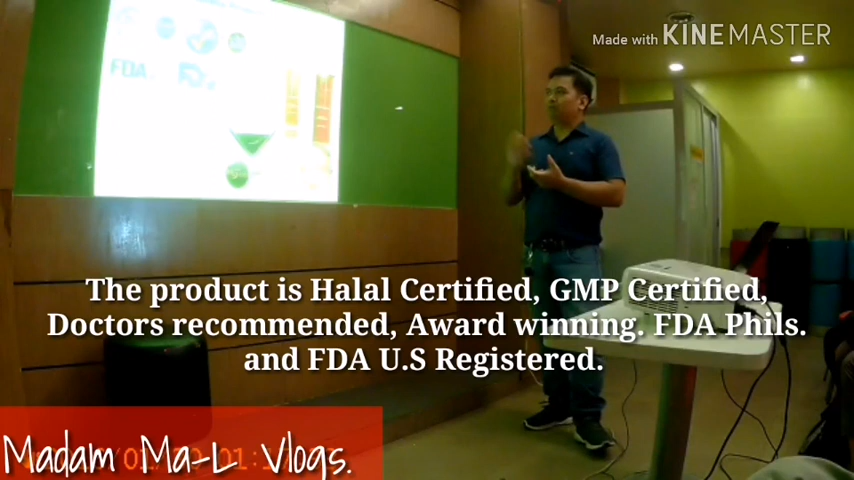 Made with KINEMASTER
FDA
The product is Halal Certified, GMP Certified,
Doctors recommended, Award winning. FDA Phils.
and FDA U.S Registered.
Madam Ma-L Vlogs.